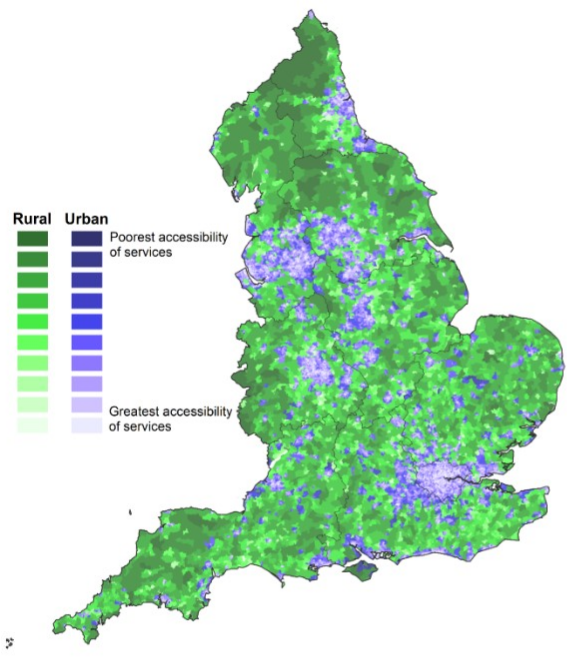 Rural Urban
Poorest accessibility
of services
Greatest accessibility
of services